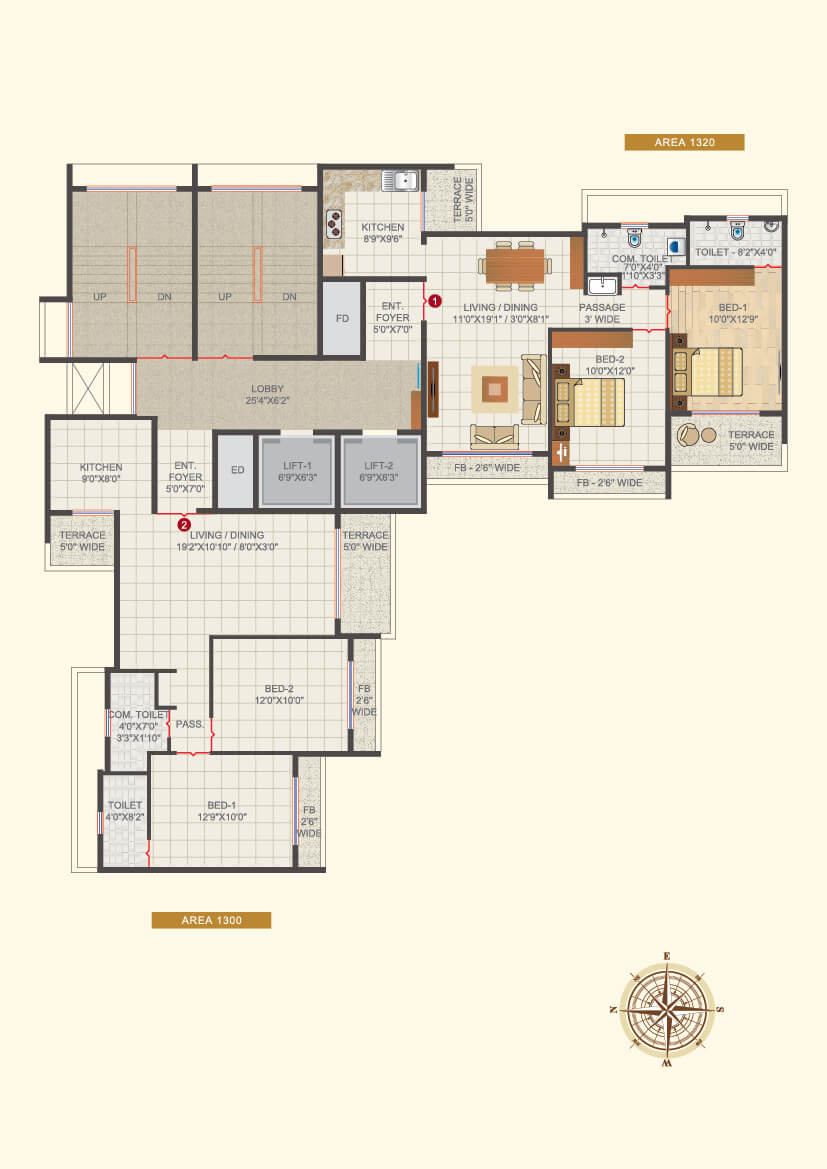 AREA 1320
TERRACE
5'0" WIDE
KITCHEN
8'9"X9'6"
COM. TOILET
7'0"X4'0"
1'10"X3'3"
TOILET - 8'2"X4'0"
UP
DN
UP
DN
FD
ENT.
FOYER
5'0"X7'0"
1
LIVING / DINING
11'0"X19'1" / 3'0"X8'1"
PASSAGE
3' WIDE
BED-1
10'0"X12'9"
BED-2
10'0"X12'0"
LOBBY
25'4"X6'2"
TERRACE
5'0" WIDE
KITCHEN
9'0"X8'0"
ENT.
FOYER
5'0"X7'0"
ED
LIFT-1
6'9"X6'3"
LIFT-2
6'9"X6'3"
FB - 2'6" WIDE
FB - 2'6" WIDE
2
TERRACE
5'0" WIDE
LIVING / DINING
19'2"X10'10" / 8'0"X3'0"
TERRACE
5'0" WIDE
BED-2
12'0"X10'0"
FB
2'6"
WIDE
COM. TOILET
4'0"X7'0"
3'3"X1'10"
PASS.
TOILET
4'0"X8'2"
BED-1
12'9"X10'0"
FB
2'6"
WIDE
AREA 1300
E
N
S
W